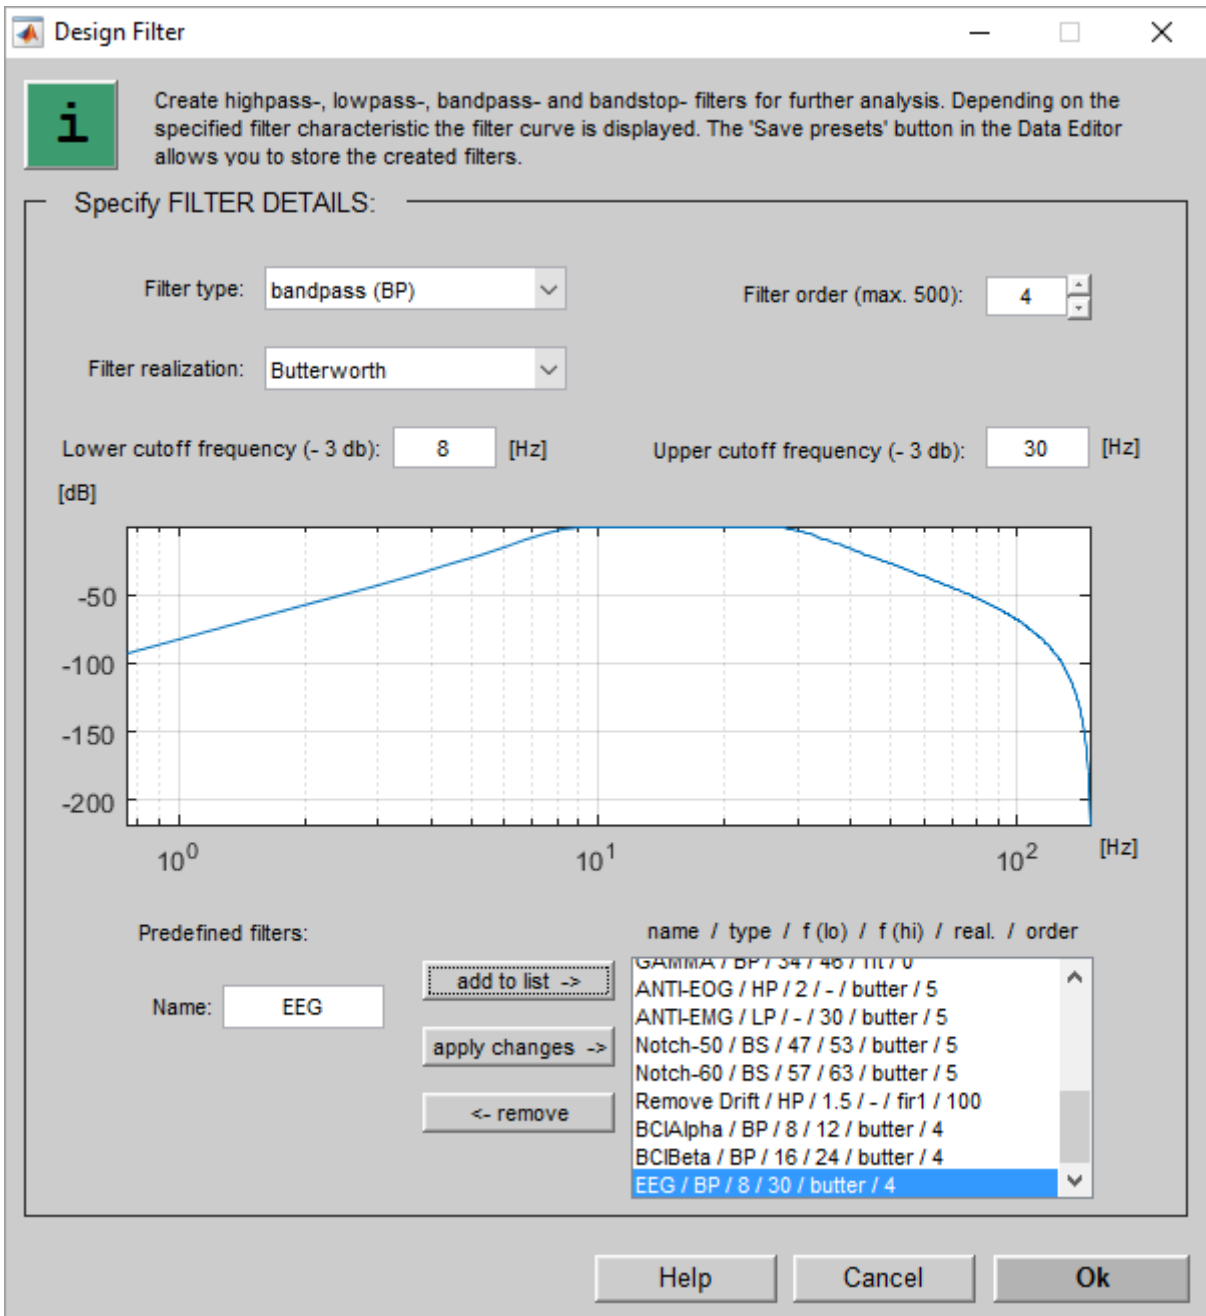 Design Filter
i
Create highpass-, lowpass-, bandpass- and bandstop- filters for further analysis. Depending on the
specified filter characteristic the filter curve is displayed. The 'Save presets' button in the Data Editor
allows you to store the created filters.
Specify FILTER DETAILS:
Filter type: bandpass (BP) Filter order (max. 500): 4
Filter realization: Butterworth
Lower cutoff frequency (- 3 db): 8 [Hz] Upper cutoff frequency (- 3 db): 30 [Hz]
[dB]
-50
-100
-150
-200
10^0 10^1 10^2 [Hz]
Predefined filters:
name / type / f (lo) / f (hi) / real. / order
Name: EEG
add to list ->
apply changes ->
<- remove
GAMMA / BP / 34 / 46 / fft / 0
ANTI-EOG / HP / 2 / - / butter / 5
ANTI-EMG / LP / - / 30 / butter / 5
Notch-50 / BS / 47 / 53 / butter / 5
Notch-60 / BS / 57 / 63 / butter / 5
Remove Drift / HP / 1.5 / - / fir1 / 100
BCIAlpha / BP / 8 / 12 / butter / 4
BCIBeta / BP / 16 / 24 / butter / 4
EEG / BP / 8 / 30 / butter / 4
Help Cancel Ok